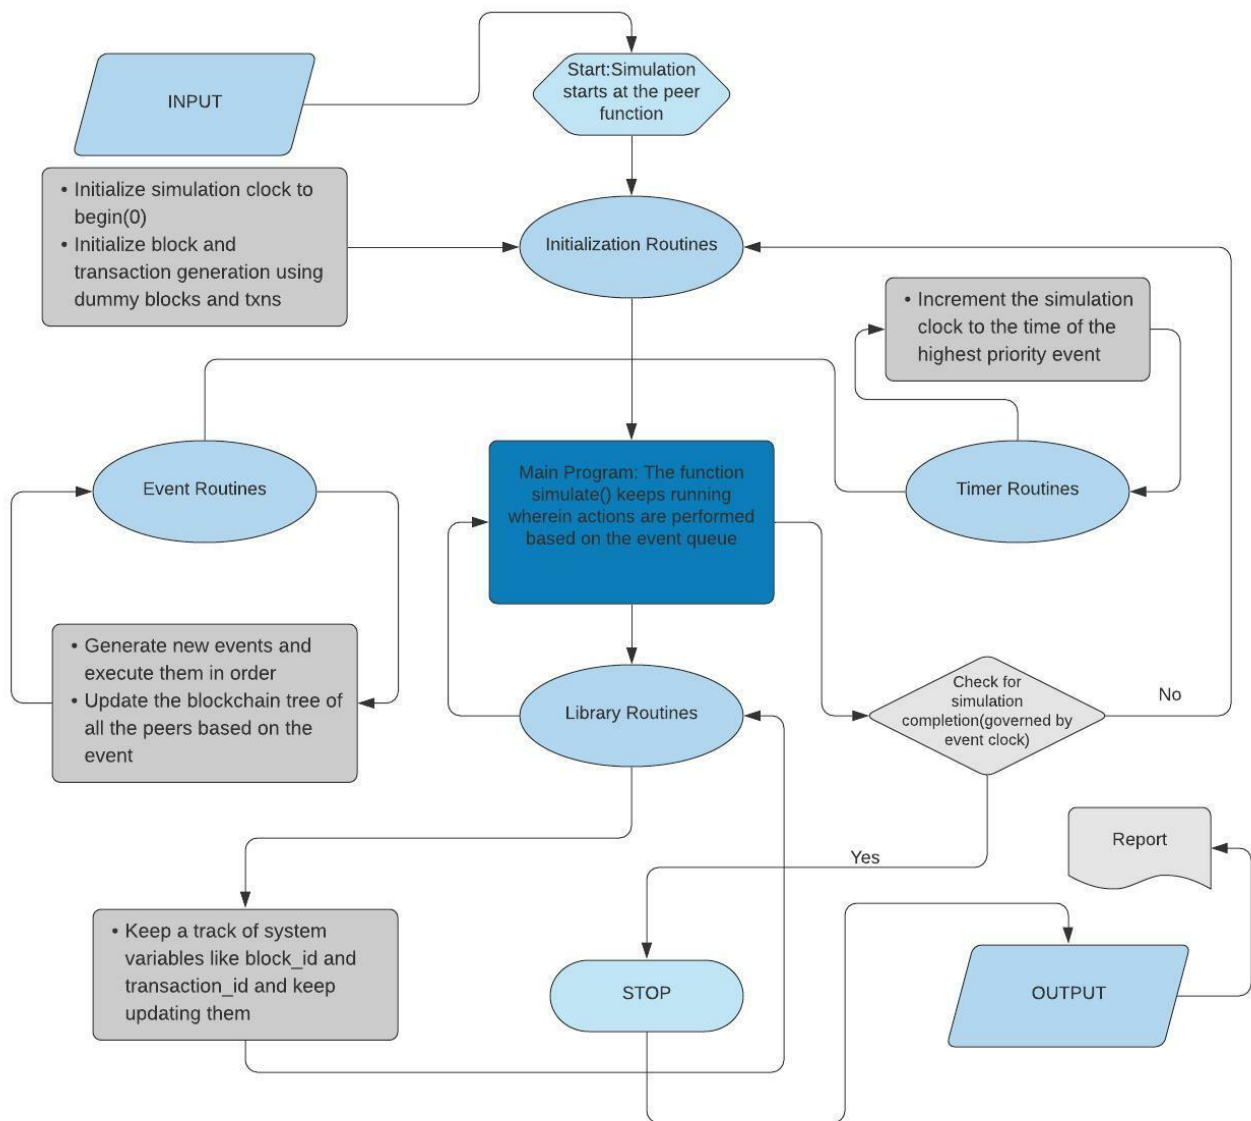 INPUT
Start:Simulation
starts at the peer
function
• Initialize simulation clock to
begin(0)
• Initialize block and
transaction generation using
dummy blocks and txns
Initialization Routines
• Increment the simulation
clock to the time of the
highest priority event
Event Routines
Main Program: The function
simulate() keeps running
wherein actions are performed
based on the event queue
Timer Routines
• Generate new events and
execute them in order
• Update the blockchain tree of
all the peers based on the
event
Library Routines
Check for
simulation
completion(governed by
event clock)
No
Yes
Report
• Keep a track of system
variables like block_id and
transaction_id and keep
updating them
STOP
OUTPUT